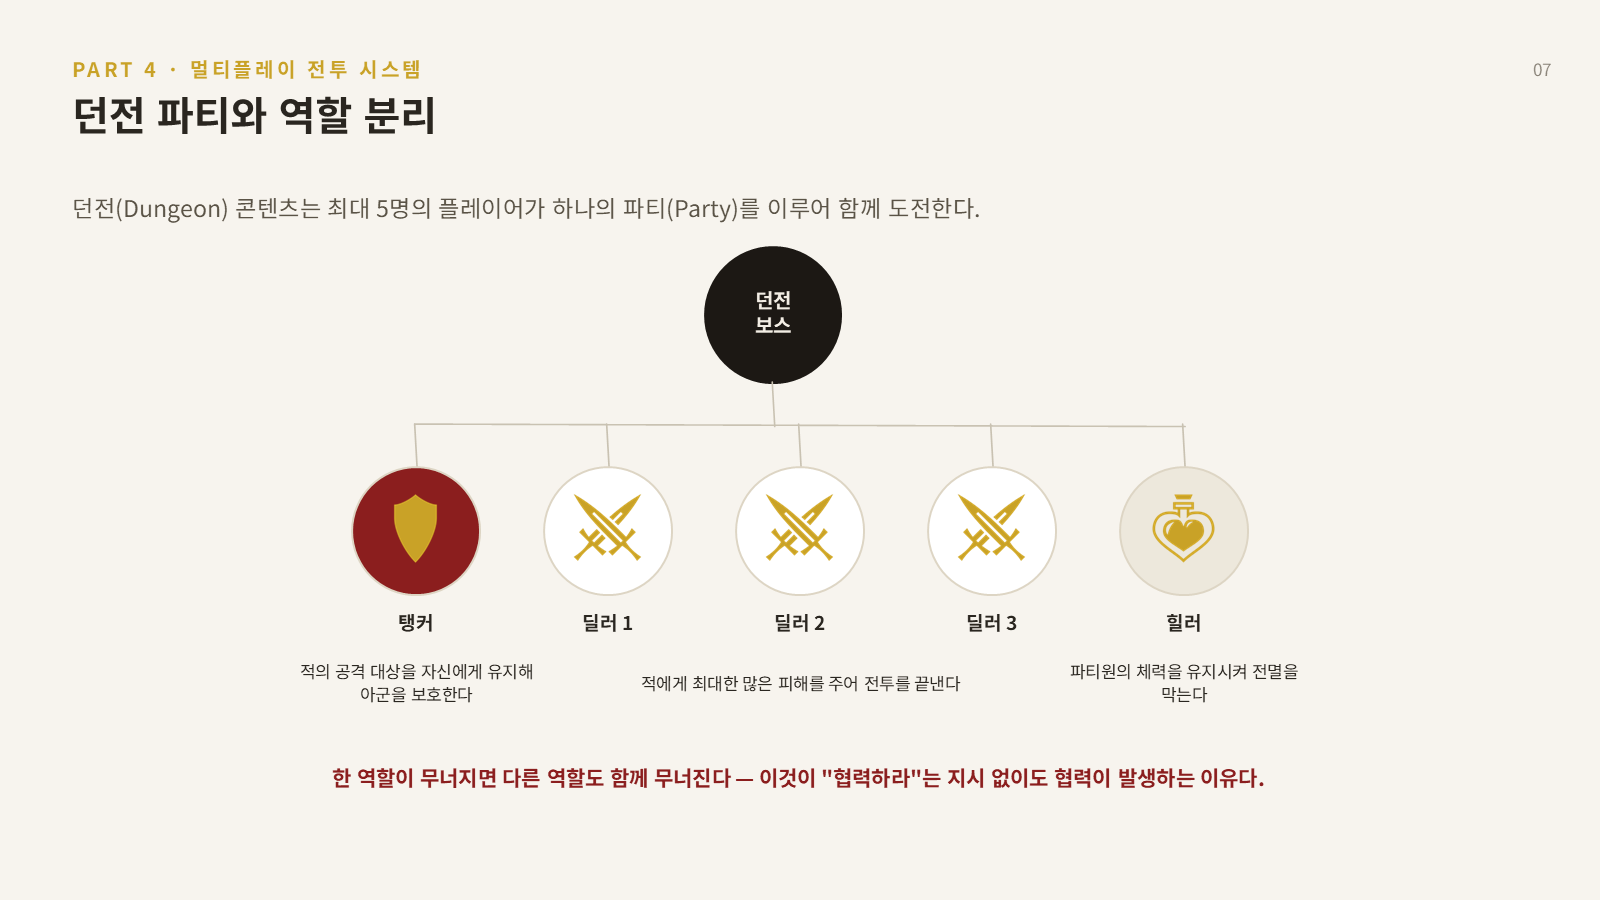 PART 4 · 멀티플레이 전투 시스템
07
던전 파티와 역할 분리
던전(Dungeon) 콘텐츠는 최대 5명의 플레이어가 하나의 파티(Party)를 이루어 함께 도전한다.
던전
보스
탱커
딜러 1
딜러 2
딜러 3
힐러
적의 공격 대상을 자신에게 유지해
아군을 보호한다
적에게 최대한 많은 피해를 주어 전투를 끝낸다
파티원의 체력을 유지시켜 전멸을
막는다
한 역할이 무너지면 다른 역할도 함께 무너진다 — 이것이 "협력하라"는 지시 없이도 협력이 발생하는 이유다.